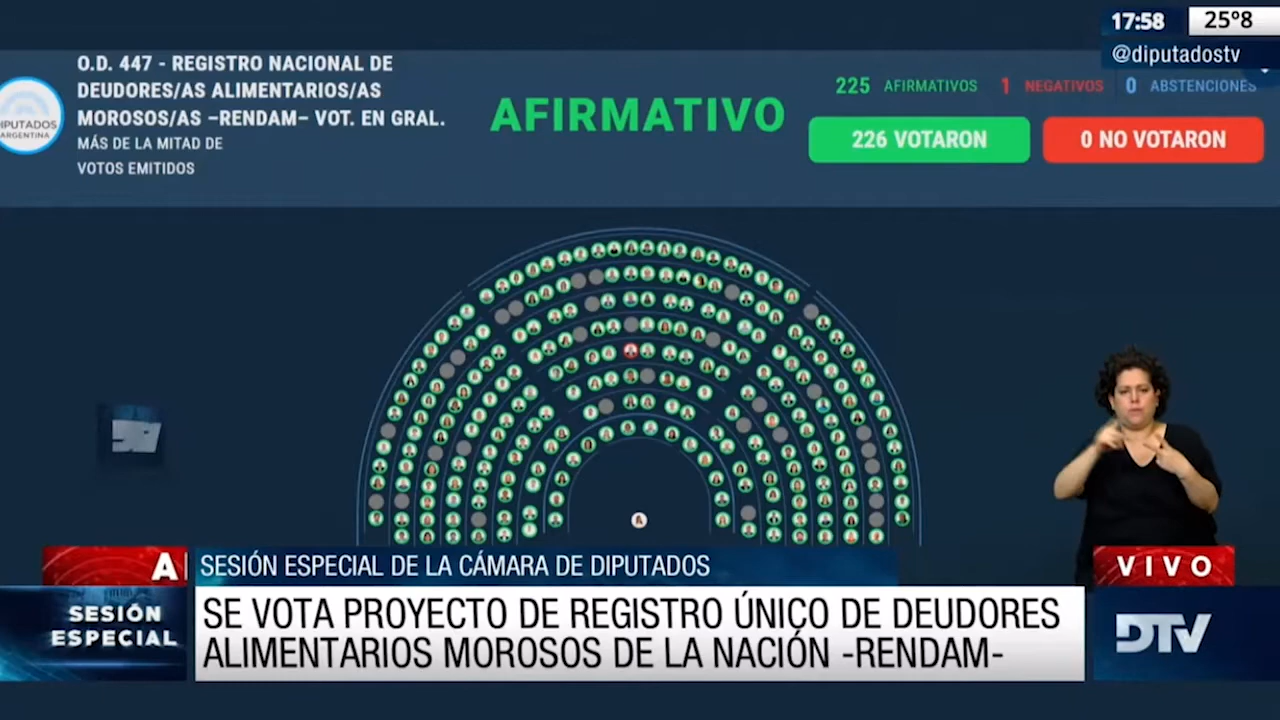 17:58
25º8
@diputadostv
O.D. 447 - REGISTRO NACIONAL DE
DEUDORES/AS ALIMENTARIOS/AS
MOROSOS/AS –RENDAM– VOT. EN GRAL.
MÁS DE LA MITAD DE
VOTOS EMITIDOS
IPUTADOS
ARGENTINA
AFIRMATIVO
225 AFIRMATIVOS 1 NEGATIVOS 0 ABSTENCIONES
226 VOTARON
0 NO VOTARON
A
SESIÓN ESPECIAL DE LA CÁMARA DE DIPUTADOS
VIVO
SESIÓN
ESPECIAL
SE VOTA PROYECTO DE REGISTRO ÚNICO DE DEUDORES
ALIMENTARIOS MOROSOS DE LA NACIÓN -RENDAM-
DTV